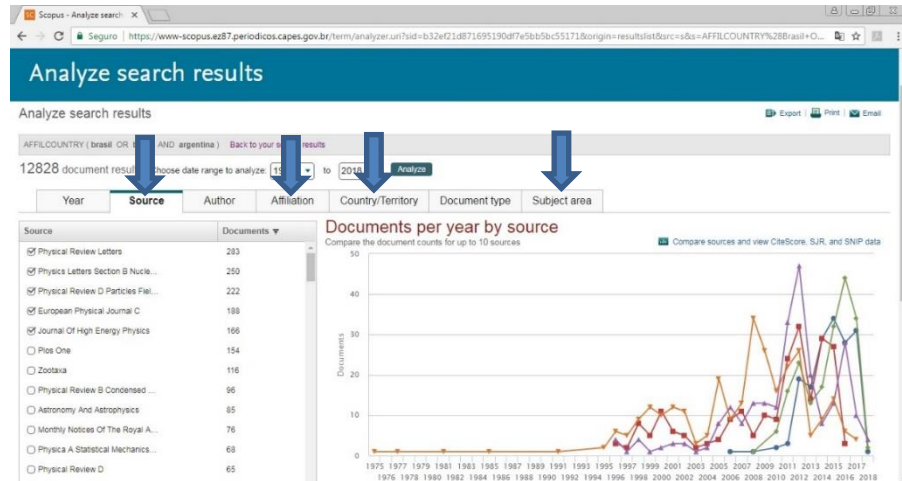 Scopus - Analyze search
Seguro | https://www-scopus.ez87.periodicos.capes.gov.br/term/analyzer.uri?sid=b32ef21d871695190df7e5bb5bc55171&origin=resultslist&src=s&s=AFFILCOUNTRY%28Brasil+O...
Analyze search results
Analyze search results
Export | Print | Email
AFFILCOUNTRY ( brasil OR AND argentina ) Back to your results
12828 document results Choose date range to analyze: to 2018 Analyze
Year Source Author Affiliation Country/Territory Document type Subject area
Source Documents
Documents per year by source
Compare the document counts for up to 10 sources
Compare sources and view CiteScore, SJR, and SNIP data
Physical Review Letters 283
Physics Letters Section B Nucle... 250
Physical Review D Particles Fiel... 222
European Physical Journal C 188
Journal Of High Energy Physics 166
Plos One 154
Zootaxa 116
Physical Review B Condensed ... 96
Astronomy And Astrophysics 85
Monthly Notices Of The Royal A... 76
Physica A Statistical Mechanics... 68
Physical Review D 65
Documents
50
40
30
20
10
0
1975 1977 1979 1981 1983 1985 1987 1989 1991 1993 1995 1997 1999 2001 2003 2005 2007 2009 2011 2013 2015 2017
1976 1978 1980 1982 1984 1986 1988 1990 1992 1994 1996 1998 2000 2002 2004 2006 2008 2010 2012 2014 2016 2018